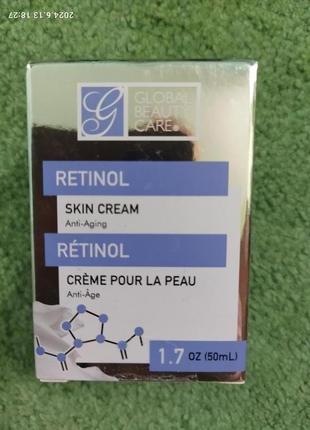 2024.6.13 18:27
G
GLOBAL
BEAUTY
CARE®
RETINOL
SKIN CREAM
Anti-Aging
RÉTINOL
CRÈME POUR LA PEAU
Anti-Âge
1.7 OZ (50mL)